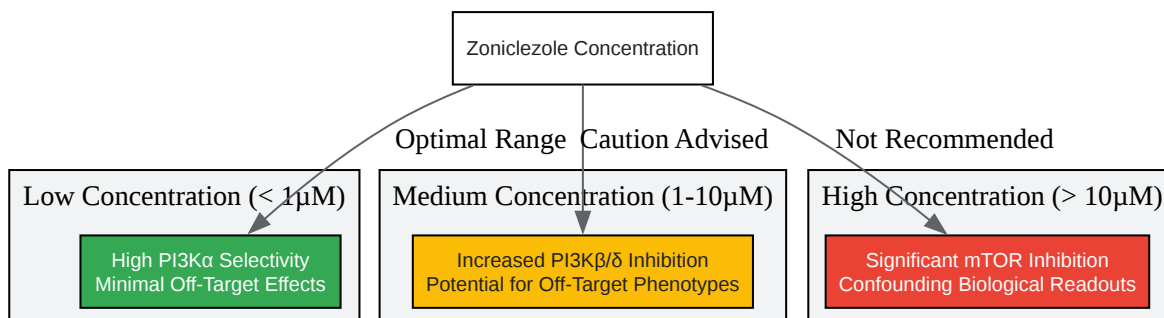 Zoniclezole Concentration
Optimal Range
Caution Advised
Not Recommended
Low Concentration (< 1µM)
High PI3Kα Selectivity
Minimal Off-Target Effects
Medium Concentration (1-10µM)
Increased PI3Kβ/δ Inhibition
Potential for Off-Target Phenotypes
High Concentration (> 10µM)
Significant mTOR Inhibition
Confounding Biological Readouts